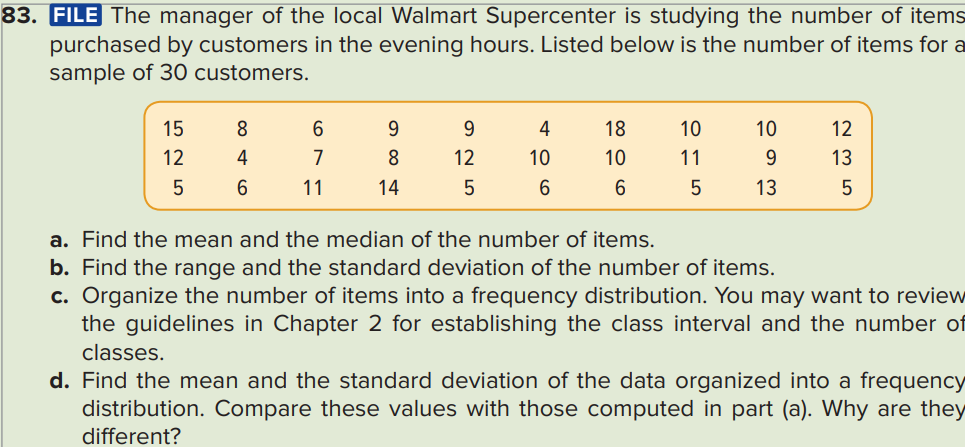 83. FILE The manager of the local Walmart Supercenter is studying the number of items
purchased by customers in the evening hours. Listed below is the number of items for a
sample of 30 customers.
15 8 6 9 9 4 18 10 10 12
12 4 7 8 12 10 10 11 9 13
5 6 11 14 5 6 6 5 13 5
a. Find the mean and the median of the number of items.
b. Find the range and the standard deviation of the number of items.
c. Organize the number of items into a frequency distribution. You may want to review
the guidelines in Chapter 2 for establishing the class interval and the number of
classes.
d. Find the mean and the standard deviation of the data organized into a frequency
distribution. Compare these values with those computed in part (a). Why are they
different?